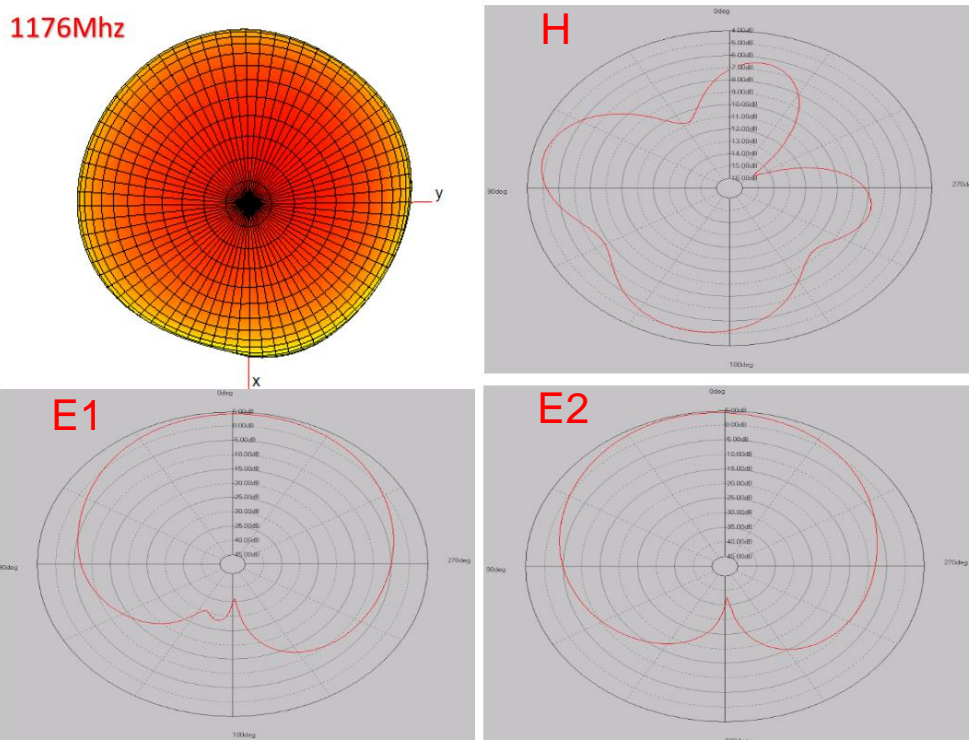 1176Mhz
y
x
H
0deg
-4.00dB
-5.00dB
-6.00dB
-7.00dB
-8.00dB
-9.00dB
-10.00dB
-11.00dB
-12.00dB
-13.00dB
-14.00dB
-15.00dB
-16.00dB
90deg
270deg
180deg
E1
0deg
5.00dB
0.00dB
-5.00dB
-10.00dB
-15.00dB
-20.00dB
-25.00dB
-30.00dB
-35.00dB
-40.00dB
-45.00dB
90deg
270deg
180deg
E2
0deg
5.00dB
0.00dB
-5.00dB
-10.00dB
-15.00dB
-20.00dB
-25.00dB
-30.00dB
-35.00dB
-40.00dB
-45.00dB
90deg
270deg
180deg